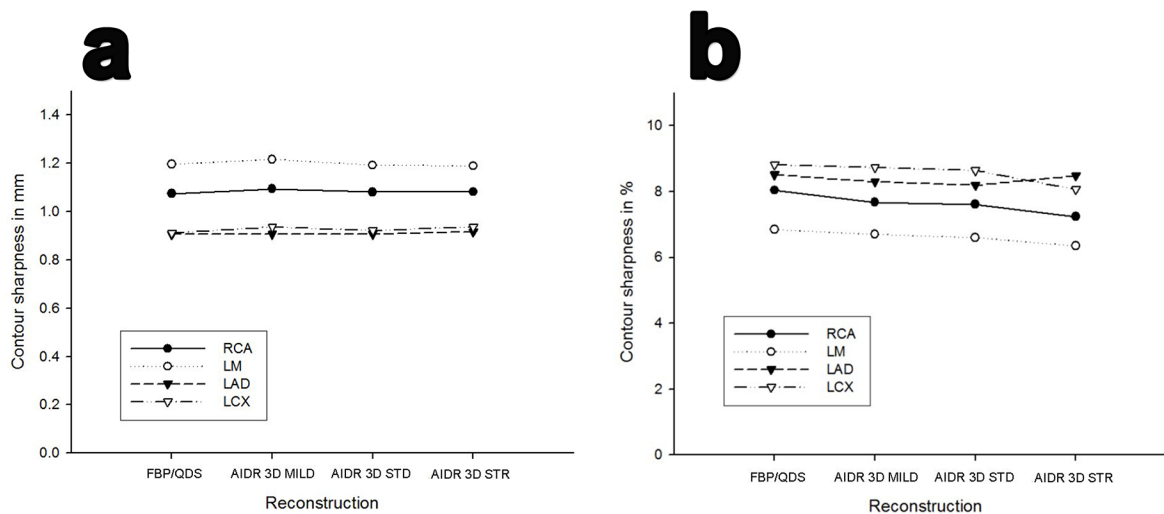 a
1.4
1.2
1.0
0.8
0.6
0.4
0.2
0.0
Contour sharpness in mm
RCA
LM
LAD
LCX
FBP/QDS AIDR 3D MILD AIDR 3D STD AIDR 3D STR
Reconstruction
b
10
8
6
4
2
0
Contour sharpness in %
RCA
LM
LAD
LCX
FBP/QDS AIDR 3D MILD AIDR 3D STD AIDR 3D STR
Reconstruction